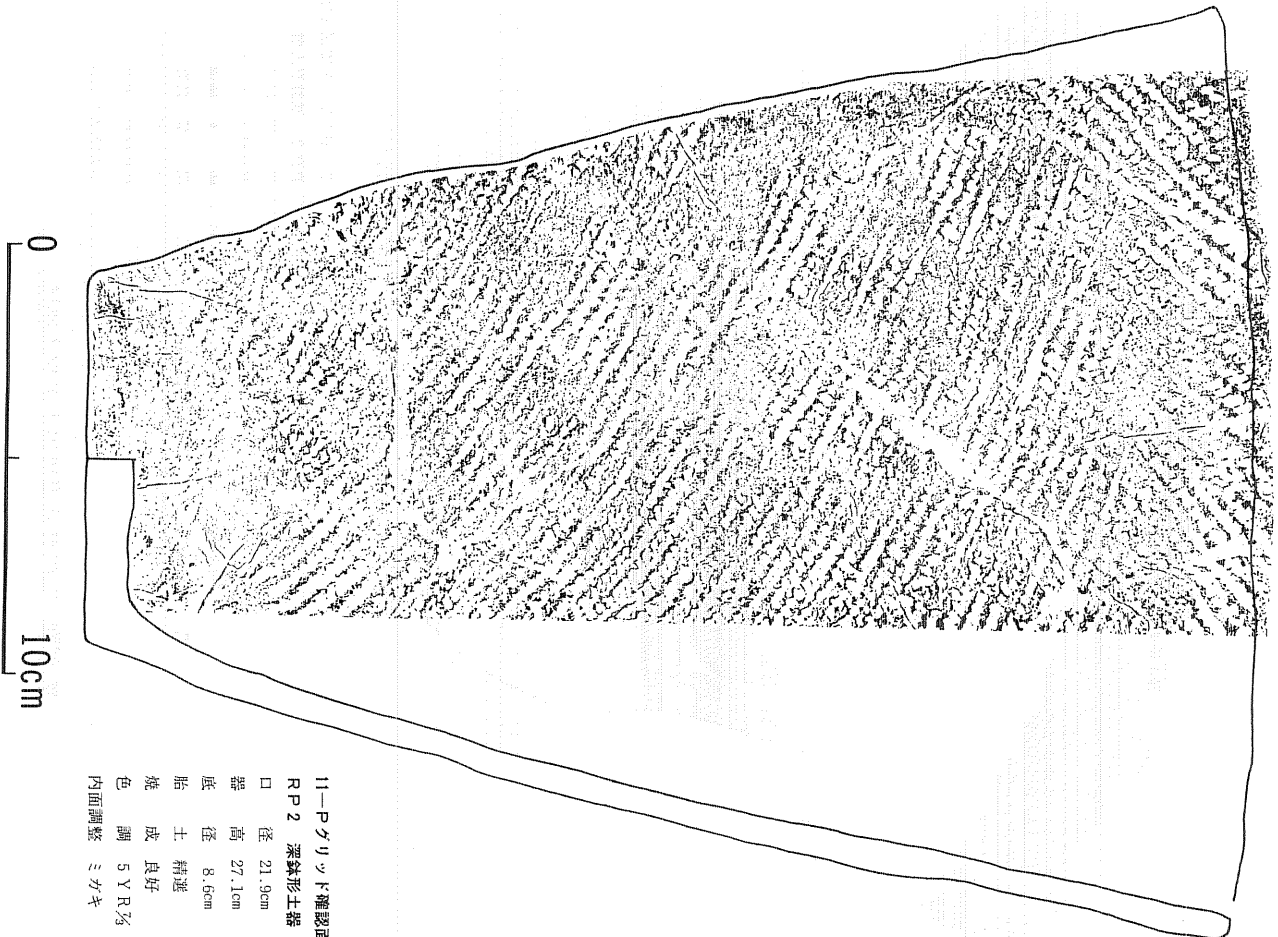 11―Pグリッド確認面
RP2 深鉢形土器
口径 21.9cm
器高 27.1cm
底径 8.6cm
胎土 精選
焼成 良好
色調 5YR
内面調整 ミガキ
0
10cm